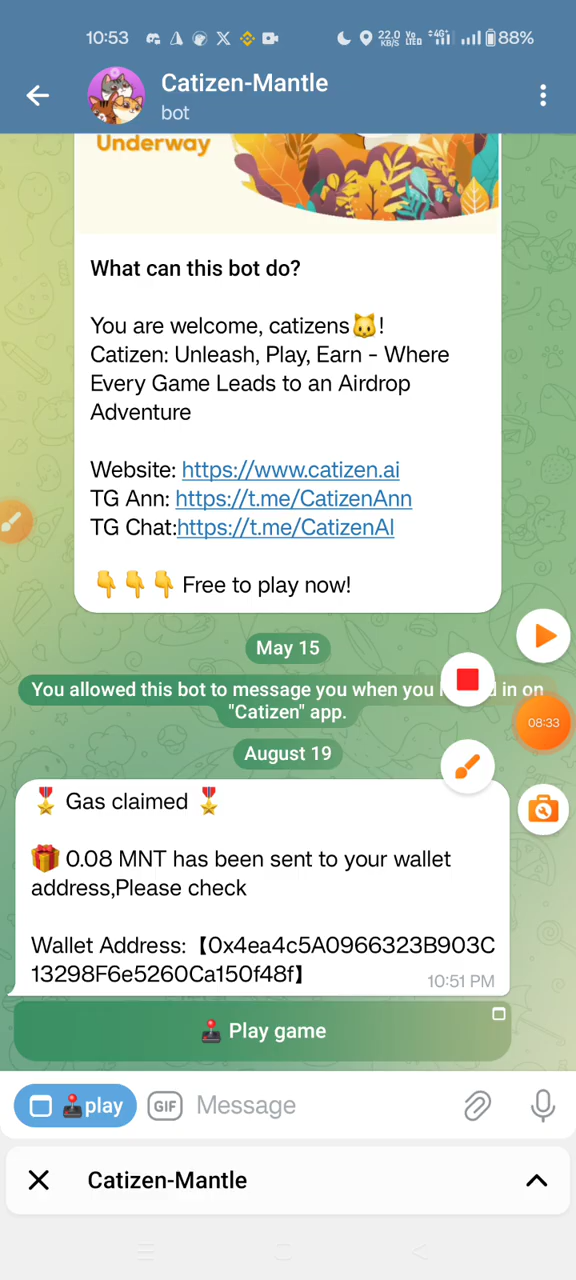 10:53
22.0 KB/S
Vo LTE
4G+
88%
Catizen-Mantle
bot
Underway
What can this bot do?
You are welcome, catizens🐱!
Catizen: Unleash, Play, Earn - Where
Every Game Leads to an Airdrop
Adventure
Website: https://www.catizen.ai
TG Ann: https://t.me/CatizenAnn
TG Chat:https://t.me/CatizenAI
👇👇👇 Free to play now!
May 15
You allowed this bot to message you when you in on
"Catizen" app.
08:33
August 19
🎖️ Gas claimed 🎖️
🎁 0.08 MNT has been sent to your wallet
address,Please check
Wallet Address:【0x4ea4c5A0966323B903C
13298F6e5260Ca150f48f】
10:51 PM
🕹️ Play game
🕹️play
GIF
Message
Catizen-Mantle